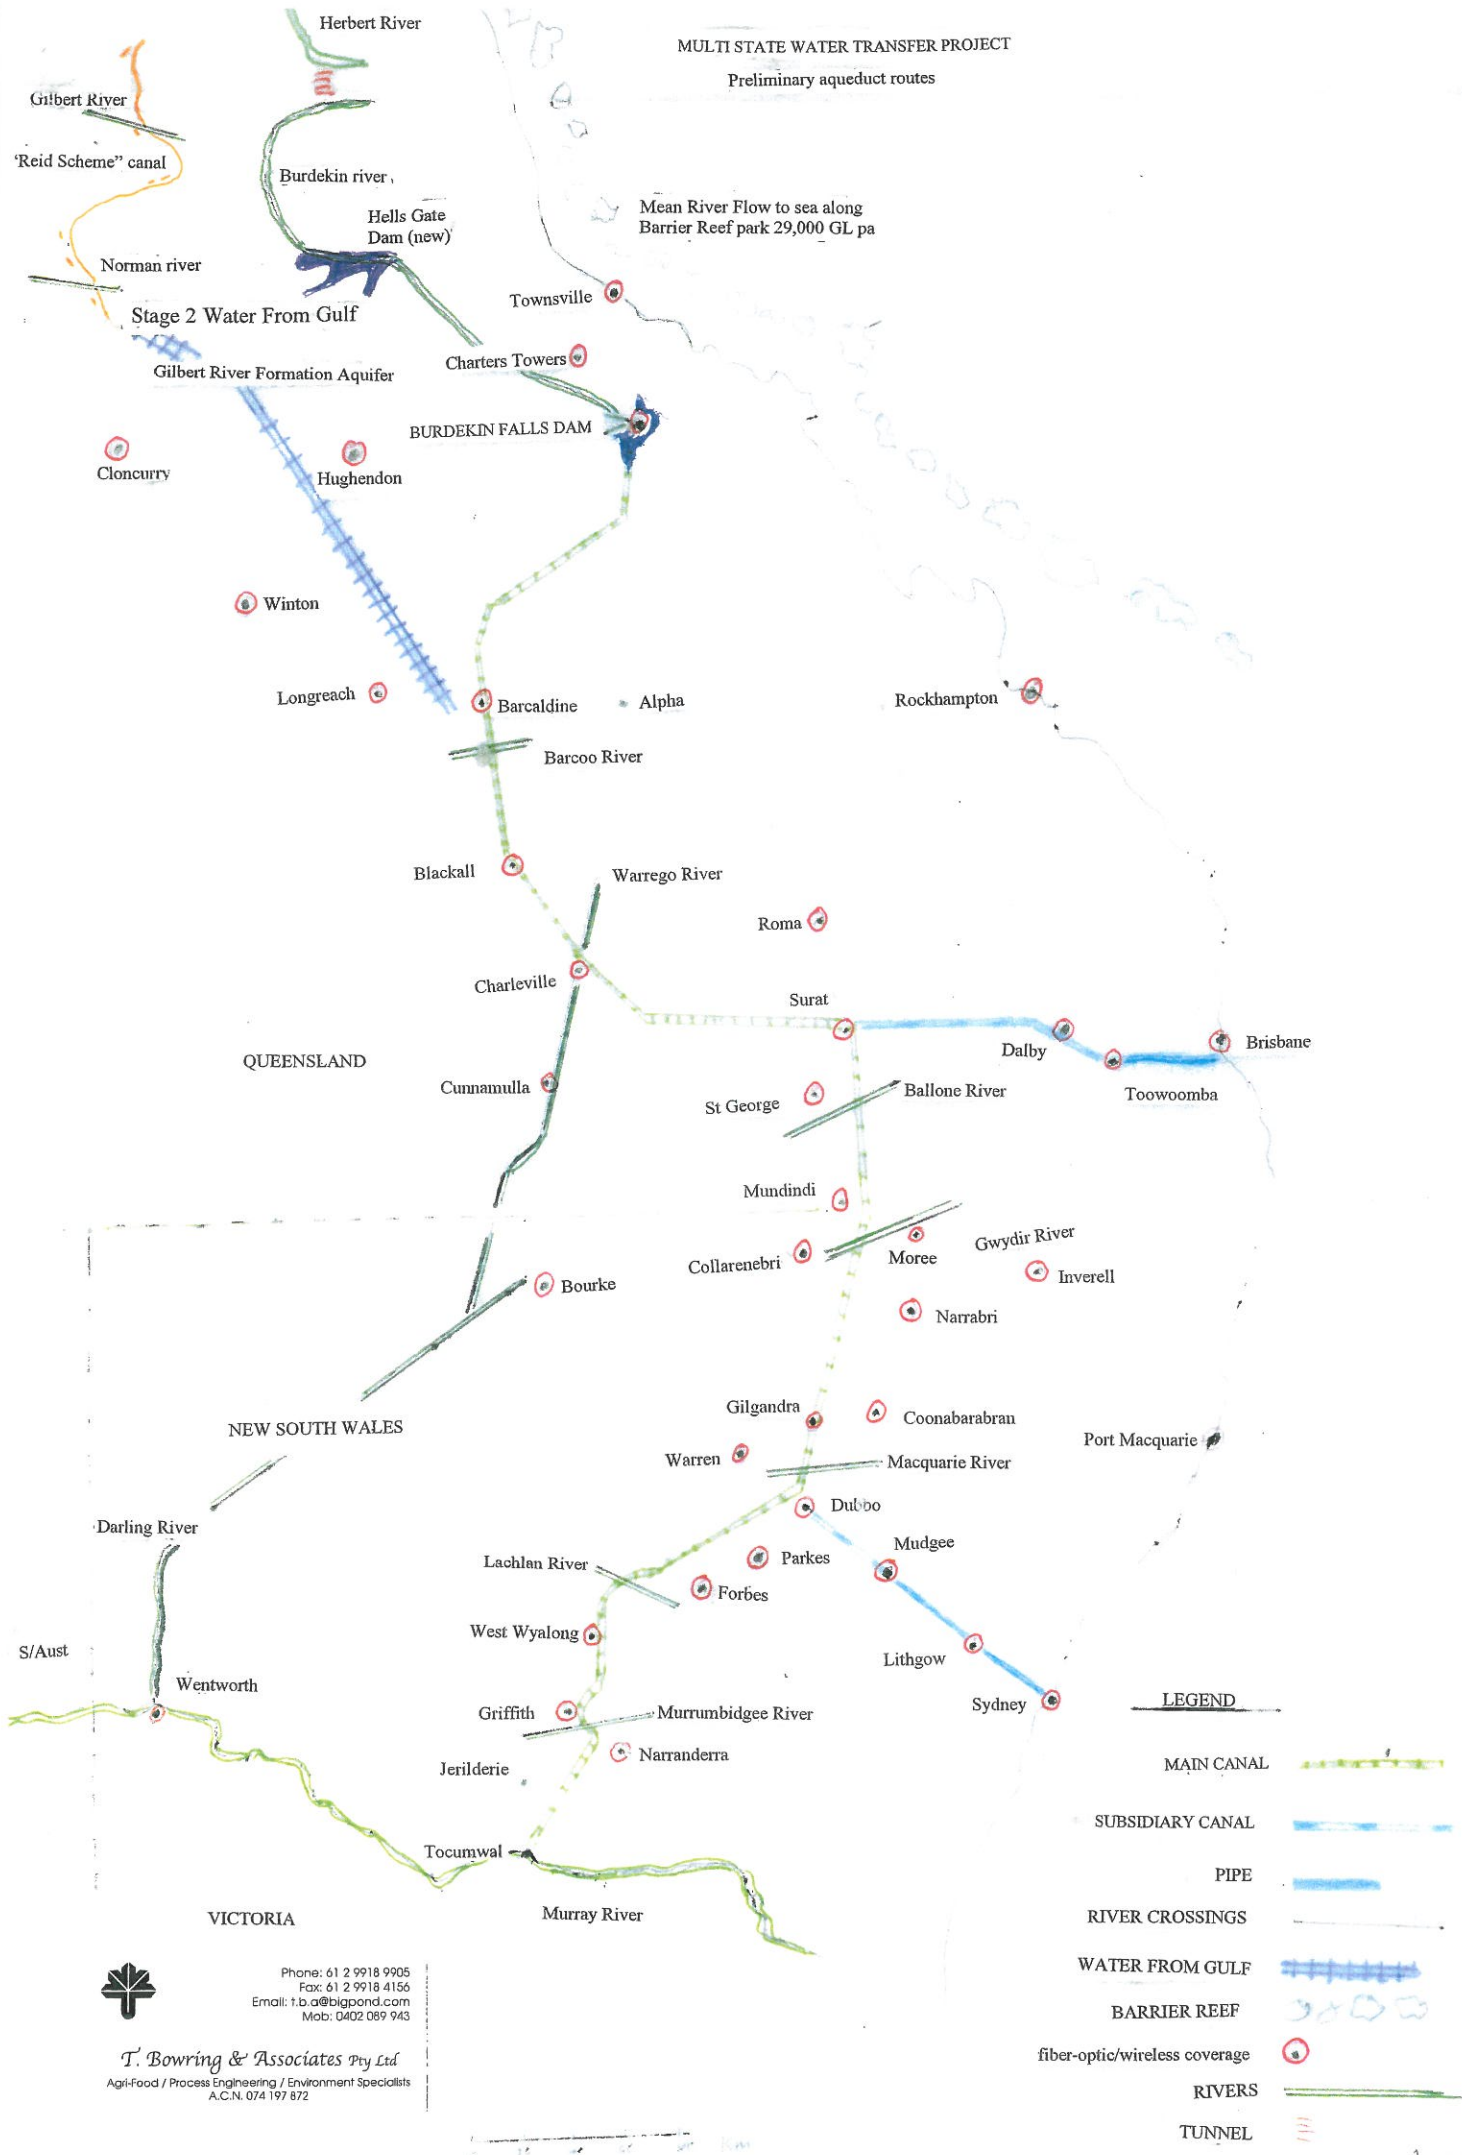 Herbert River
MULTI STATE WATER TRANSFER PROJECT
Preliminary aqueduct routes
Gilbert River
'Reid Scheme" canal
Burdekin river
Hells Gate
Dam (new)
Mean River Flow to sea along
Barrier Reef park 29,000 GL pa
Norman river
Townsville
Stage 2 Water From Gulf
Charters Towers
Gilbert River Formation Aquifer
BURDEKIN FALLS DAM
Cloncurry
Hughendon
Winton
Longreach
Barcaldine
Alpha
Rockhampton
Barcoo River
Blackall
Warrego River
Roma
Charleville
Surat
QUEENSLAND
Dalby
Brisbane
Cunnamulla
St George
Ballone River
Toowoomba
Mundindi
Collarenebri
Moree
Gwydir River
Bourke
Inverell
Narrabri
Gilgandra
Coonabarabran
NEW SOUTH WALES
Warren
Macquarie River
Port Macquarie
Dubbo
Darling River
Mudgee
Lachlan River
Parkes
Forbes
West Wyalong
S/Aust
Lithgow
Wentworth
Sydney
LEGEND
Griffith
Murrumbidgee River
Narranderra
Jerilderie
MAIN CANAL
SUBSIDIARY CANAL
Tocumwal
PIPE
VICTORIA
Murray River
RIVER CROSSINGS
WATER FROM GULF
BARRIER REEF
fiber-optic/wireless coverage
RIVERS
TUNNEL
Phone: 61 2 9918 9905
Fax: 61 2 9918 4156
Email: t.b.a@bigpond.com
Mob: 0402 089 943
T. Bowring & Associates Pty Ltd
Agri-Food / Process Engineering / Environment Specialists
A.C.N. 074 197 872
Km